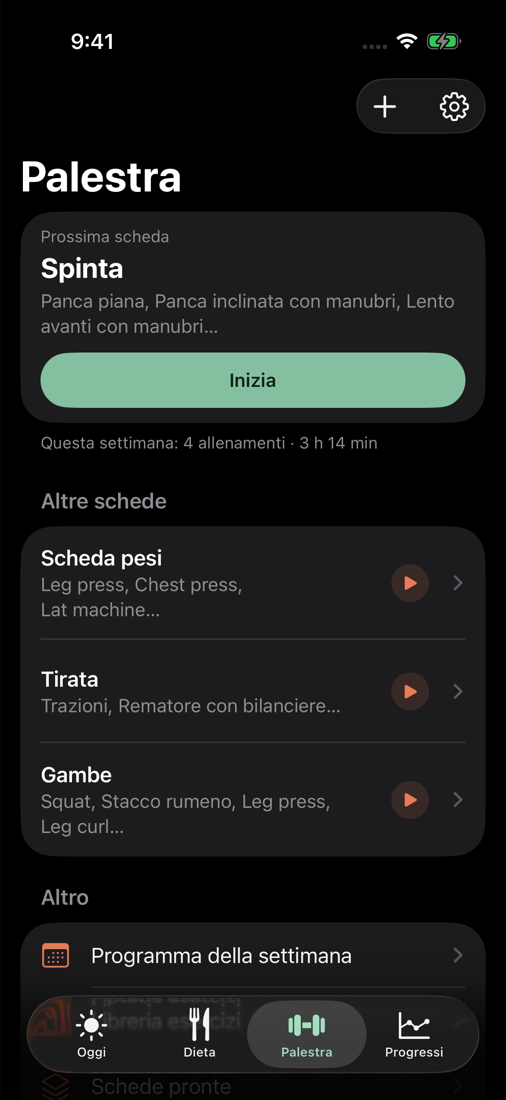 9:41
Palestra
Prossima scheda
Spinta
Panca piana, Panca inclinata con manubri, Lento
avanti con manubri...
Inizia
Questa settimana: 4 allenamenti · 3 h 14 min
Altre schede
Scheda pesi
Leg press, Chest press,
Lat machine...
Tirata
Trazioni, Rematore con bilanciere...
Gambe
Squat, Stacco rumeno, Leg press,
Leg curl...
Altro
Programma della settimana
Libreria esercizi
Oggi
Dieta
Palestra
Progressi
Schede pronte